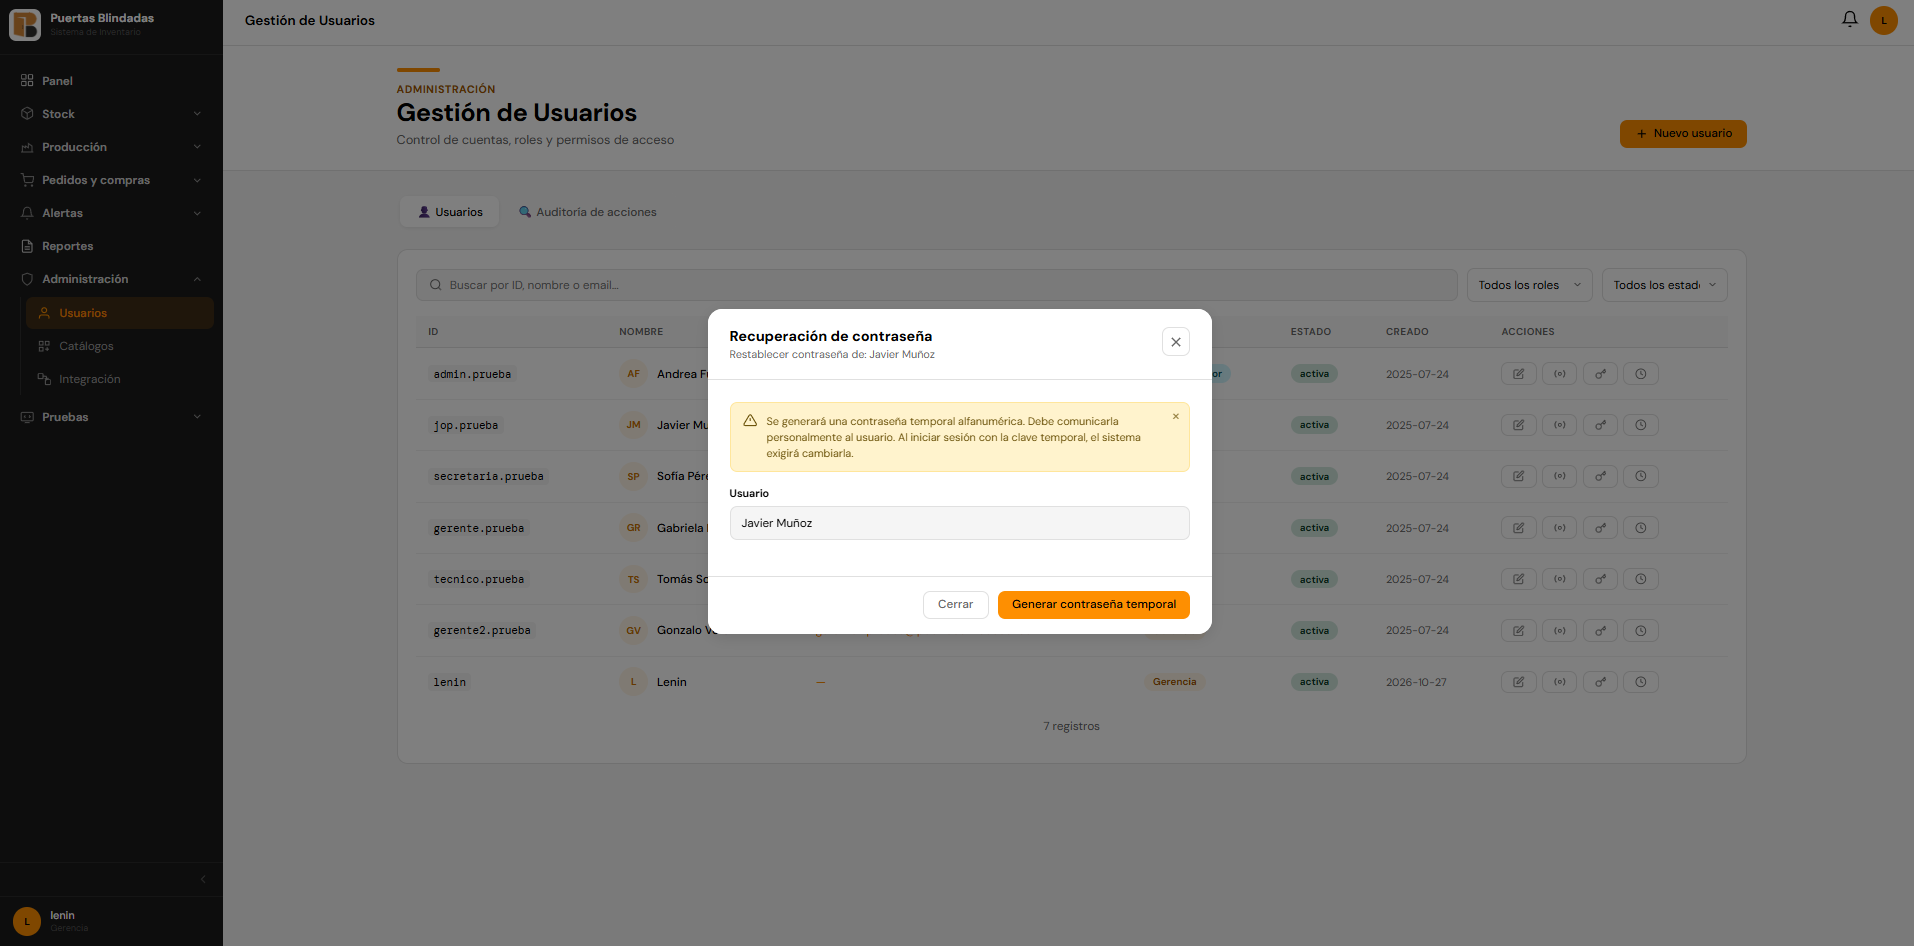 Puertas Blindadas
Sistema de Inventario
Panel
Stock
Producción
Pedidos y compras
Alertas
Reportes
Administración
Usuarios
Catálogos
Integración
Pruebas
L
lenin
Gerencia
Gestión de Usuarios
L
ADMINISTRACIÓN
Gestión de Usuarios
Control de cuentas, roles y permisos de acceso
+ Nuevo usuario
Usuarios
Auditoría de acciones
Buscar por ID, nombre o email...
Todos los roles
Todos los estad
ID NOMBRE ESTADO CREADO ACCIONES
admin.prueba AF Andrea F or activa 2025-07-24
jop.prueba JM Javier Mu activa 2025-07-24
secretaria.prueba SP Sofía Pér activa 2025-07-24
gerente.prueba GR Gabriela activa 2025-07-24
tecnico.prueba TS Tomás So activa 2025-07-24
gerente2.prueba GV Gonzalo V activa 2025-07-24
lenin L Lenin — Gerencia activa 2026-10-27
7 registros
Recuperación de contraseña
Restablecer contraseña de: Javier Muñoz
Se generará una contraseña temporal alfanumérica. Debe comunicarla
personalmente al usuario. Al iniciar sesión con la clave temporal, el sistema
exigirá cambiarla.
Usuario
Javier Muñoz
Cerrar
Generar contraseña temporal